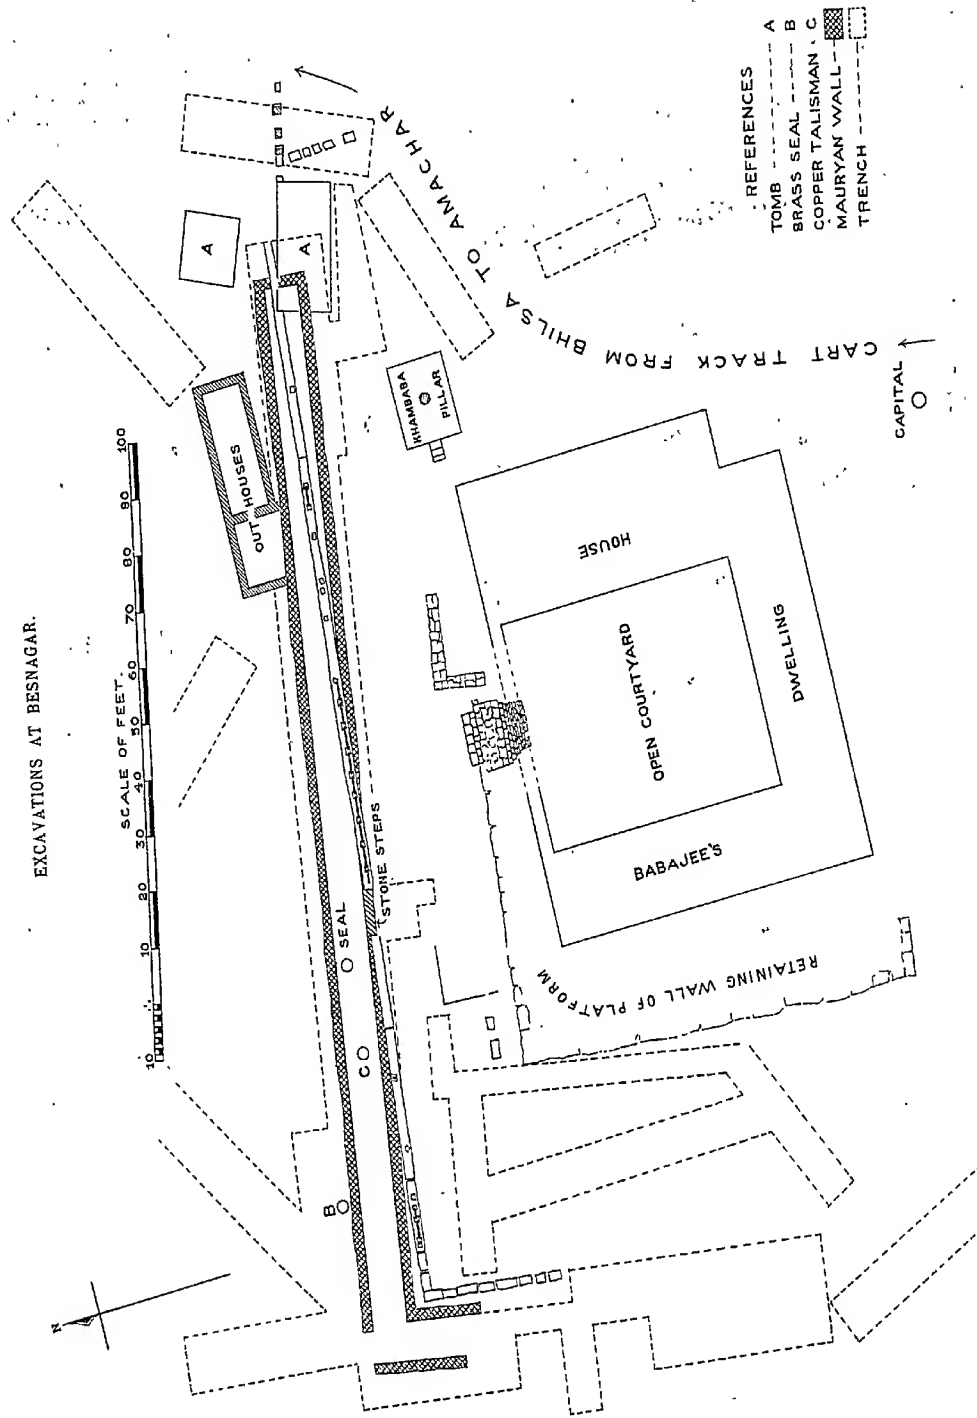 EXCAVATIONS AT BESNAGAR.
SCALE OF FEET.
10 10 20 30 40 50 60 70 80 90 100
N
B
C
SEAL
STONE STEPS
OUT HOUSES
A
A
KHAMBABA
PILLAR
CART TRACK FROM BHILSA TO AMACHAR
CAPITAL
BABAJEE'S
DWELLING
HOUSE
OPEN COURTYARD
RETAINING WALL OF PLATFORM
REFERENCES
TOMB ---------- A
BRASS SEAL ------ B
COPPER TALISMAN - C
MAURYAN WALL--
TRENCH ---------